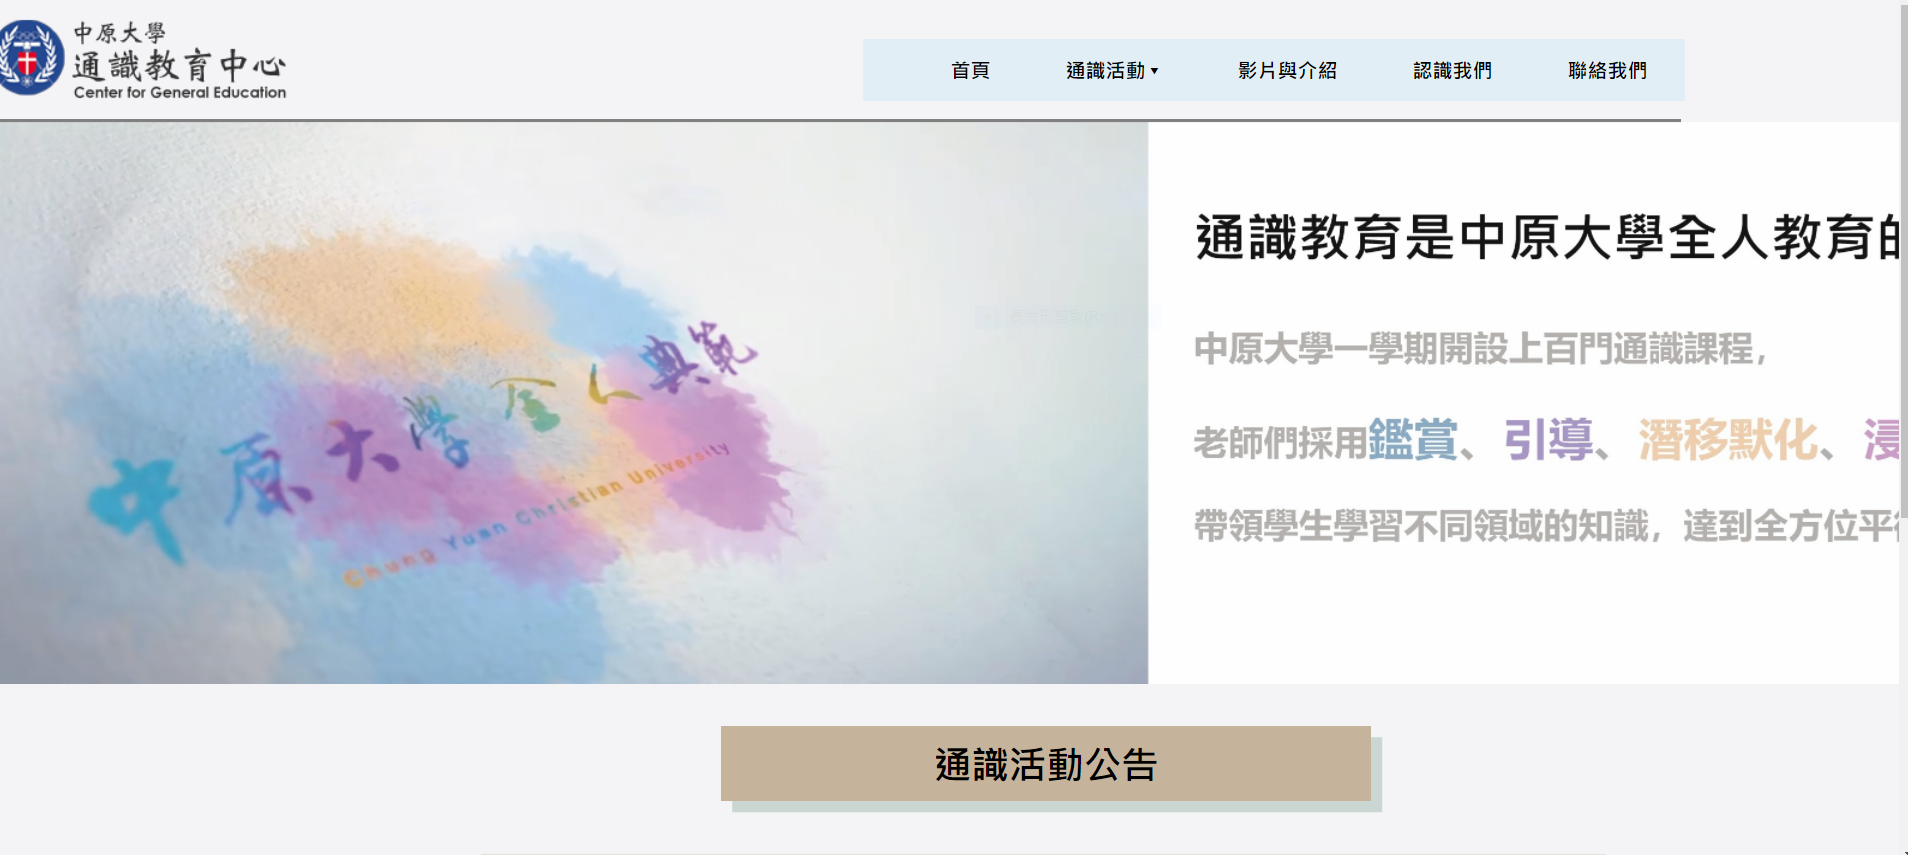 中原大學
通識教育中心
Center for General Education
首頁 通識活動▾ 影片與介紹 認識我們 聯絡我們
中原大學 全人典範
Chung Yuan Christian University
通識教育是中原大學全人教育的
中原大學一學期開設上百門通識課程，
老師們採用鑑賞、引導、潛移默化、浸
帶領學生學習不同領域的知識，達到全方位平衡
通識活動公告